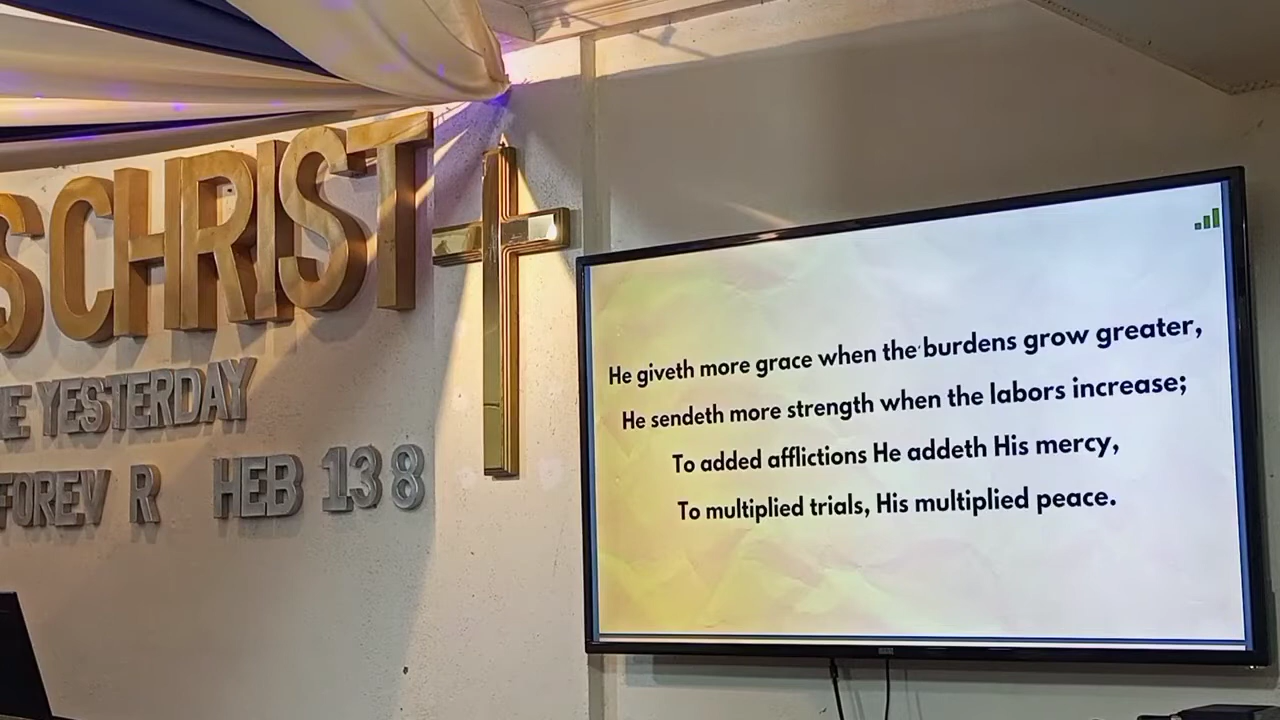 SCHRIST
E YESTERDAY
FOREV R HEB 13 8
He giveth more grace when the burdens grow greater,
He sendeth more strength when the labors increase;
To added afflictions He addeth His mercy,
To multiplied trials, His multiplied peace.